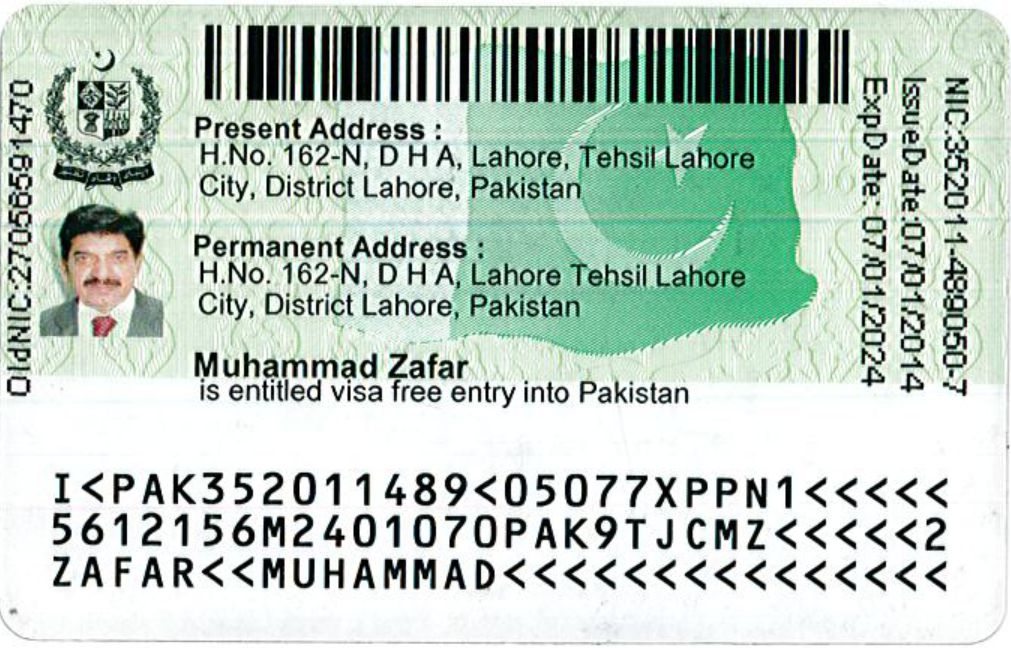 OldNIC:27056591470
Present Address :
H.No. 162-N, D H A, Lahore, Tehsil Lahore
City, District Lahore, Pakistan
Permanent Address :
H.No. 162-N, D H A, Lahore Tehsil Lahore
City, District Lahore, Pakistan
Muhammad Zafar
is entitled visa free entry into Pakistan
NIC:352011-489050-7
IssueDate:07/01/2014
ExpDate: 07/01/2024
I<PAK352011489<05077XPPN1<<<<<
5612156M2401070PAK9TJCMZ<<<<<2
ZAFAR<<MUHAMMAD<<<<<<<<<<<<<<<